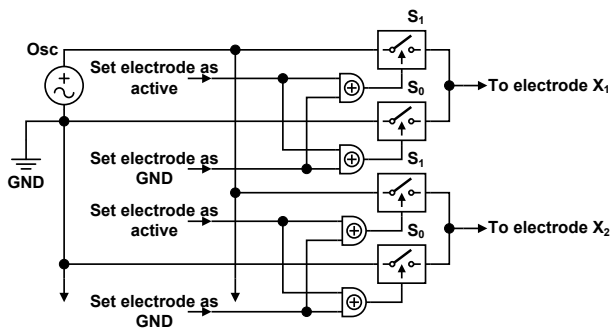 S1
Osc
Set electrode as
active
S0
To electrode X1
Set electrode as
GND
GND
S1
Set electrode as
active
S0
To electrode X2
Set electrode as
GND